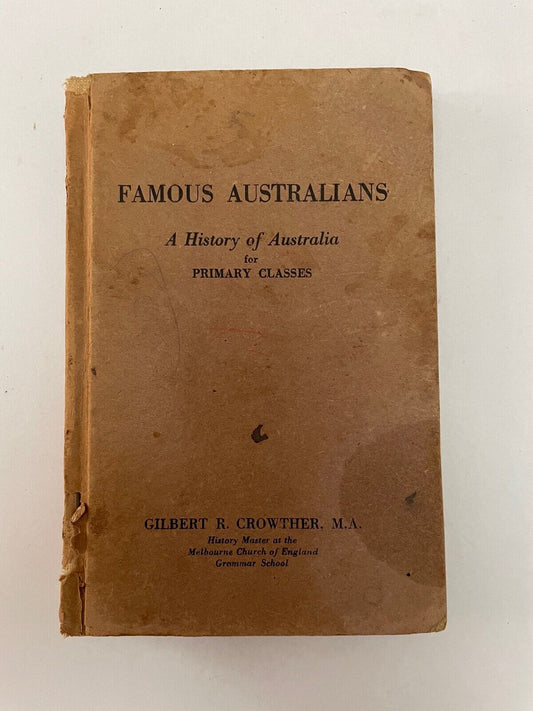 FAMOUS AUSTRALIANS
A History of Australia
for
PRIMARY CLASSES
GILBERT R. CROWTHER, M.A.
History Master at the
Melbourne Church of England
Grammar School